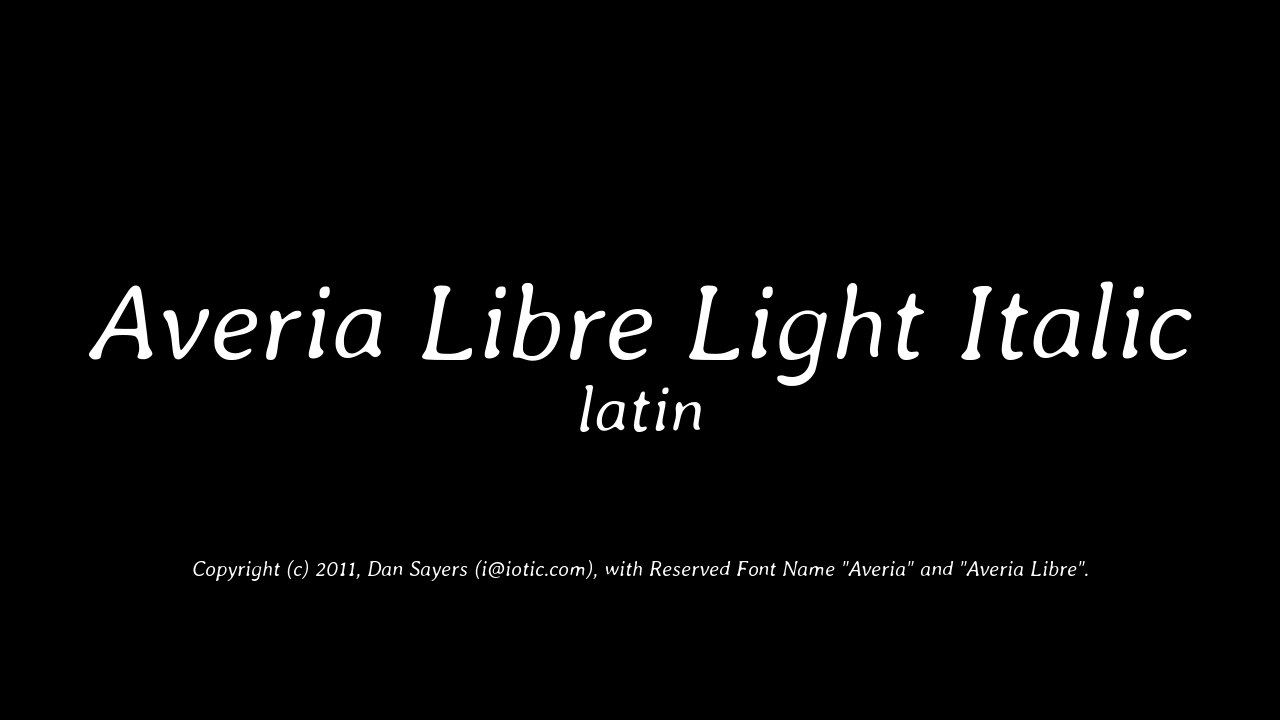 Averia Libre Light Italic
latin
Copyright (c) 2011, Dan Sayers (i@iotic.com), with Reserved Font Name "Averia" and "Averia Libre".